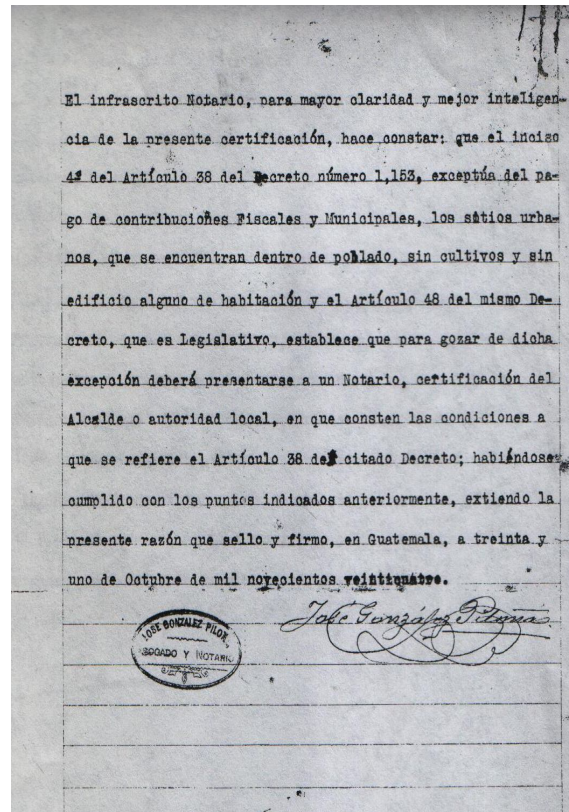 El infrascrito Notario, para mayor claridad y mejor inteligen-
cia de la presente certificación, hace constar: que el inciso
4º del Artículo 38 del Decreto número 1,153, exceptúa del pa-
go de contribuciones Fiscales y Municipales, los sitios urba-
nos, que se encuentran dentro de poblado, sin cultivos y sin
edificio alguno de habitación y el Artículo 48 del mismo De-
creto, que es Legislativo, establece que para gozar de dicha
excepción deberá presentarse a un Notario, certificación del
Alcalde o autoridad local, en que consten las condiciones a
que se refiere el Artículo 38 del citado Decreto; habiéndose
cumplido con los puntos indicados anteriormente, extiendo la
presente razón que sello y firmo, en Guatemala, a treinta y
uno de Octubre de mil novecientos veinticuatro.
José González
JOSE GONZALEZ PILOÑ
ABOGADO Y NOTARIO